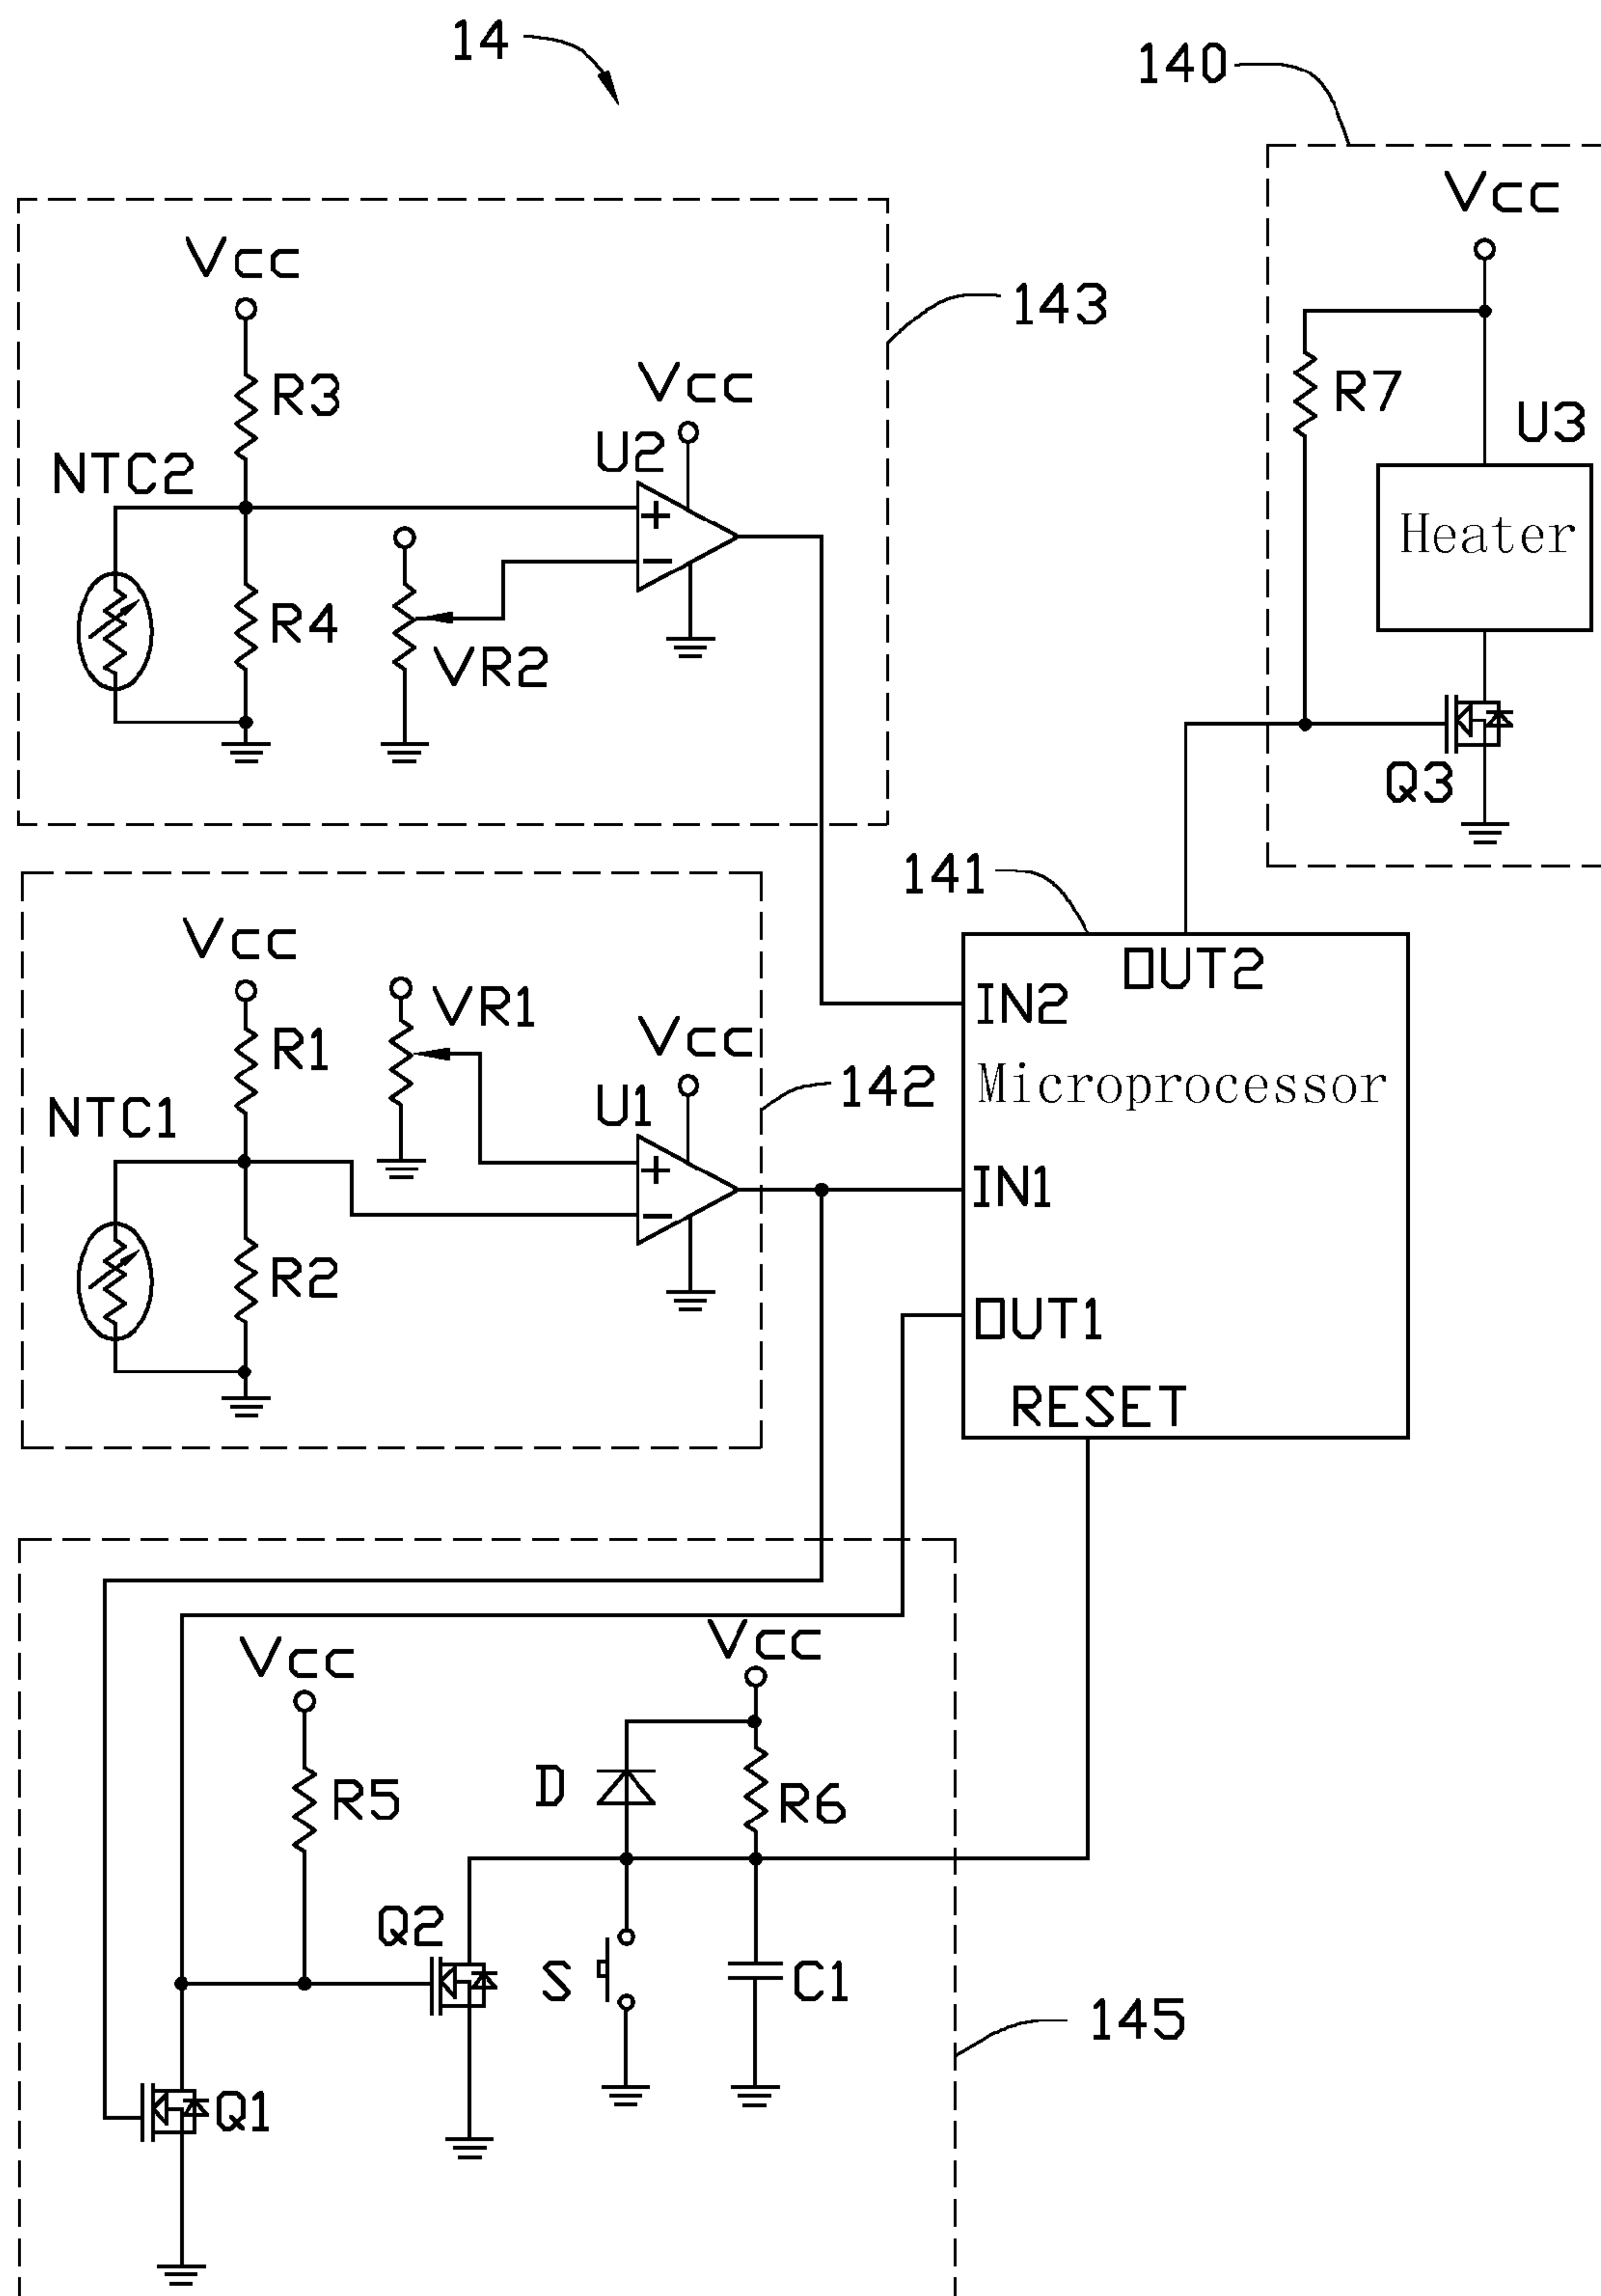 14
140
Vcc
Vcc
143
R3
Vcc
R7
U3
U2
NTC2
+
Heater
−
R4
VR2
Q3
141
Vcc
OUT2
VR1
IN2
R1
Vcc
Microprocessor
142
U1
NTC1
+
IN1
−
R2
OUT1
RESET
Vcc
Vcc
D
R5
R6
Q2
S
C1
145
Q1